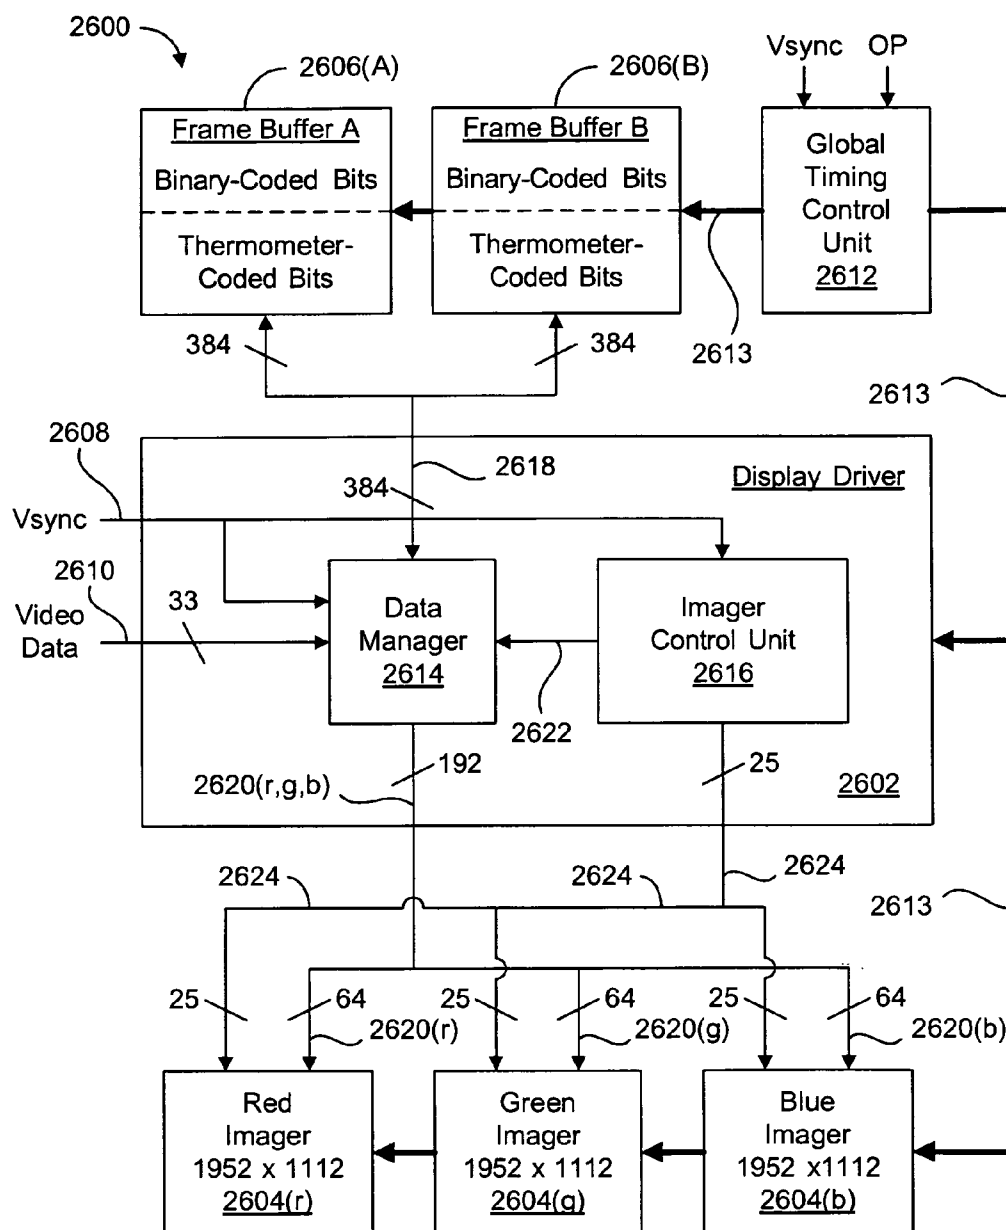 2600
2606(A)
2606(B)
Vsync OP
Frame Buffer A
Binary-Coded Bits
Thermometer-
Coded Bits
Frame Buffer B
Binary-Coded Bits
Thermometer-
Coded Bits
Global
Timing
Control
Unit
2612
384
384
2613
2613
2608
2618
Display Driver
384
Vsync
2610
Video
Data
33
Data
Manager
2614
Imager
Control Unit
2616
2622
192
25
2620(r,g,b)
2602
2624
2624
2624
2613
25
64
25
64
25
64
2620(r)
2620(g)
2620(b)
Red
Imager
1952 x 1112
2604(r)
Green
Imager
1952 x 1112
2604(g)
Blue
Imager
1952 x1112
2604(b)